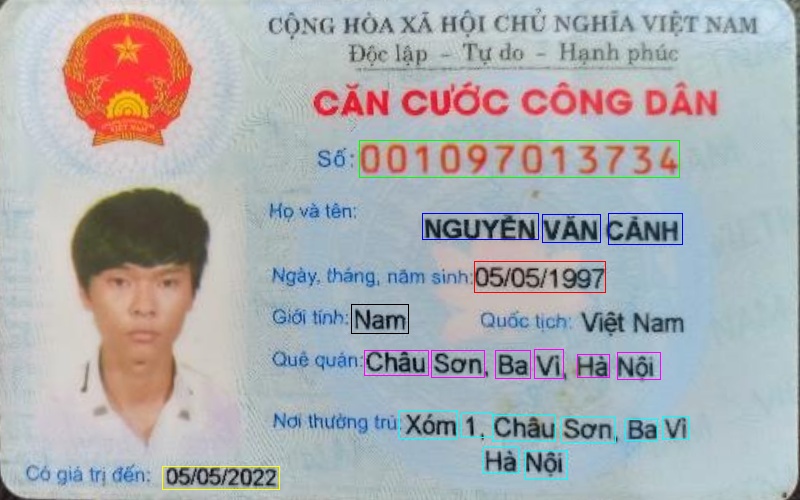 CỘNG HÒA XÃ HỘI CHỦ NGHĨA VIỆT NAM
Độc lập - Tự do - Hạnh phúc
CĂN CƯỚC CÔNG DÂN
Số: 001097013734
Họ và tên:
NGUYỄN VĂN CẢNH
Ngày, tháng, năm sinh: 05/05/1997
Giới tính: Nam Quốc tịch: Việt Nam
Quê quán: Châu Sơn, Ba Vì, Hà Nội
Nơi thường trú: Xóm 1, Châu Sơn, Ba Vì
Hà Nội
Có giá trị đến: 05/05/2022
VIỆT NAM